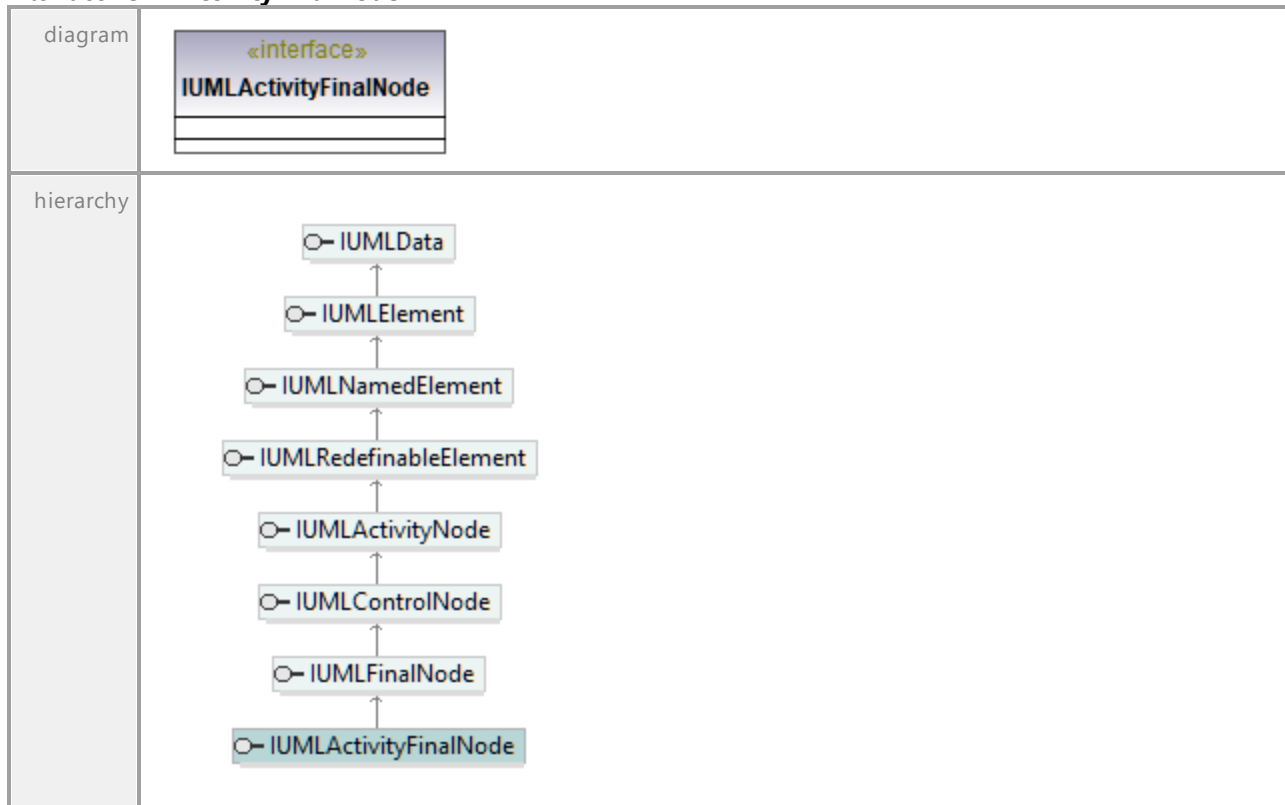 diagram
«interface»
IUMLActivityFinalNode
hierarchy
IUMLData
IUMLElement
IUMLNamedElement
IUMLRedefinableElement
IUMLActivityNode
IUMLControlNode
IUMLFinalNode
IUMLActivityFinalNode